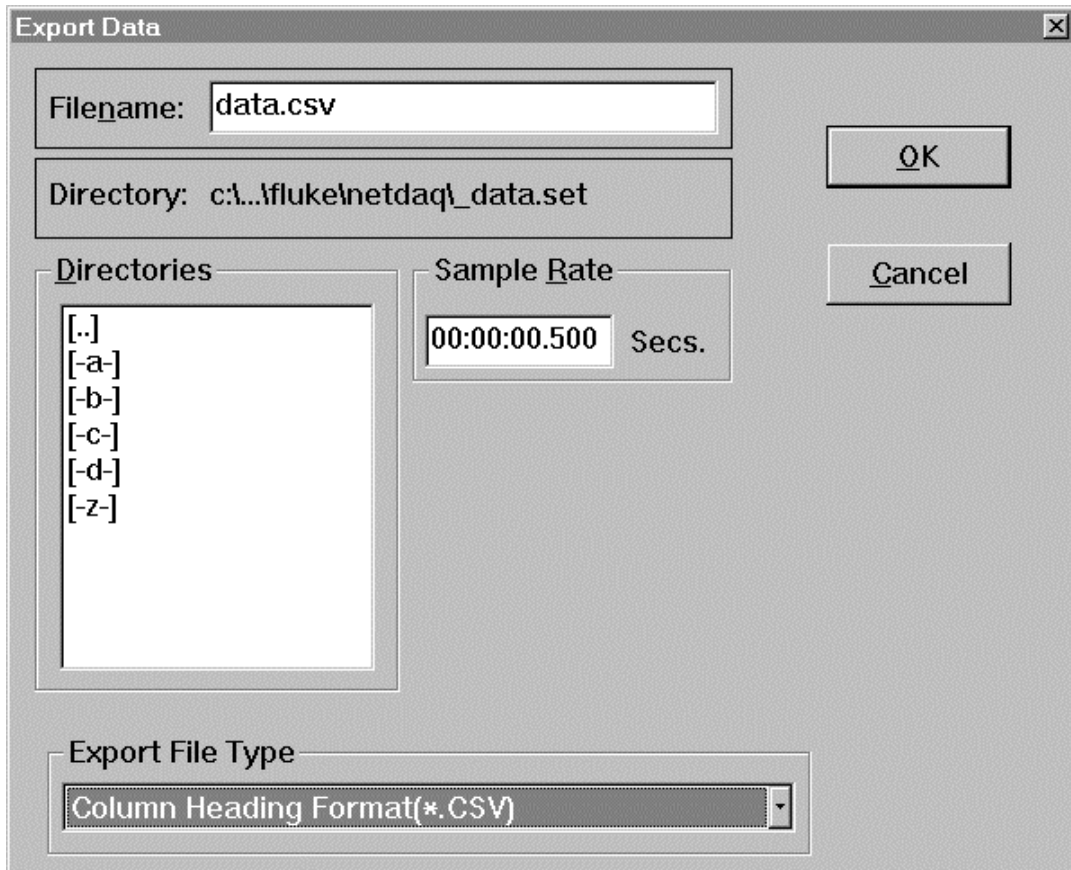 Export Data
Filename: data.csv
OK
Directory: c:\...\fluke\netdaq\_data.set
Cancel
Directories
[..]
[-a-]
[-b-]
[-c-]
[-d-]
[-z-]
Sample Rate
00:00:00.500 Secs.
Export File Type
Column Heading Format(*.CSV)